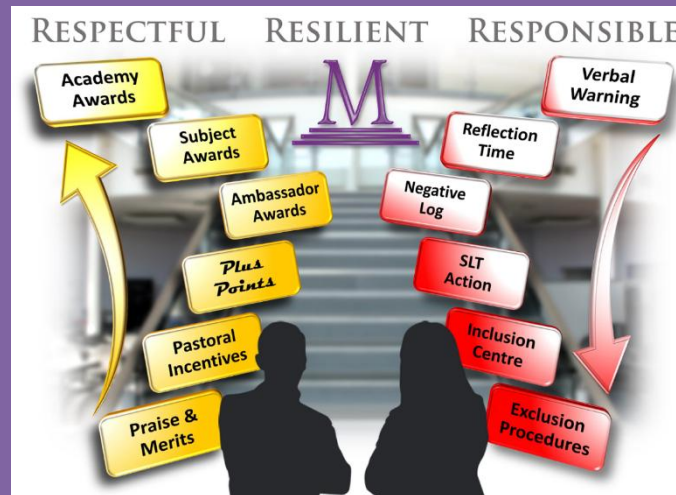 RESPECTFUL RESILIENT RESPONSIBLE
Academy
Awards
Subject
Awards
Ambassador
Awards
Plus
Points
Pastoral
Incentives
Praise &
Merits
M
Verbal
Warning
Reflection
Time
Negative
Log
SLT
Action
Inclusion
Centre
Exclusion
Procedures